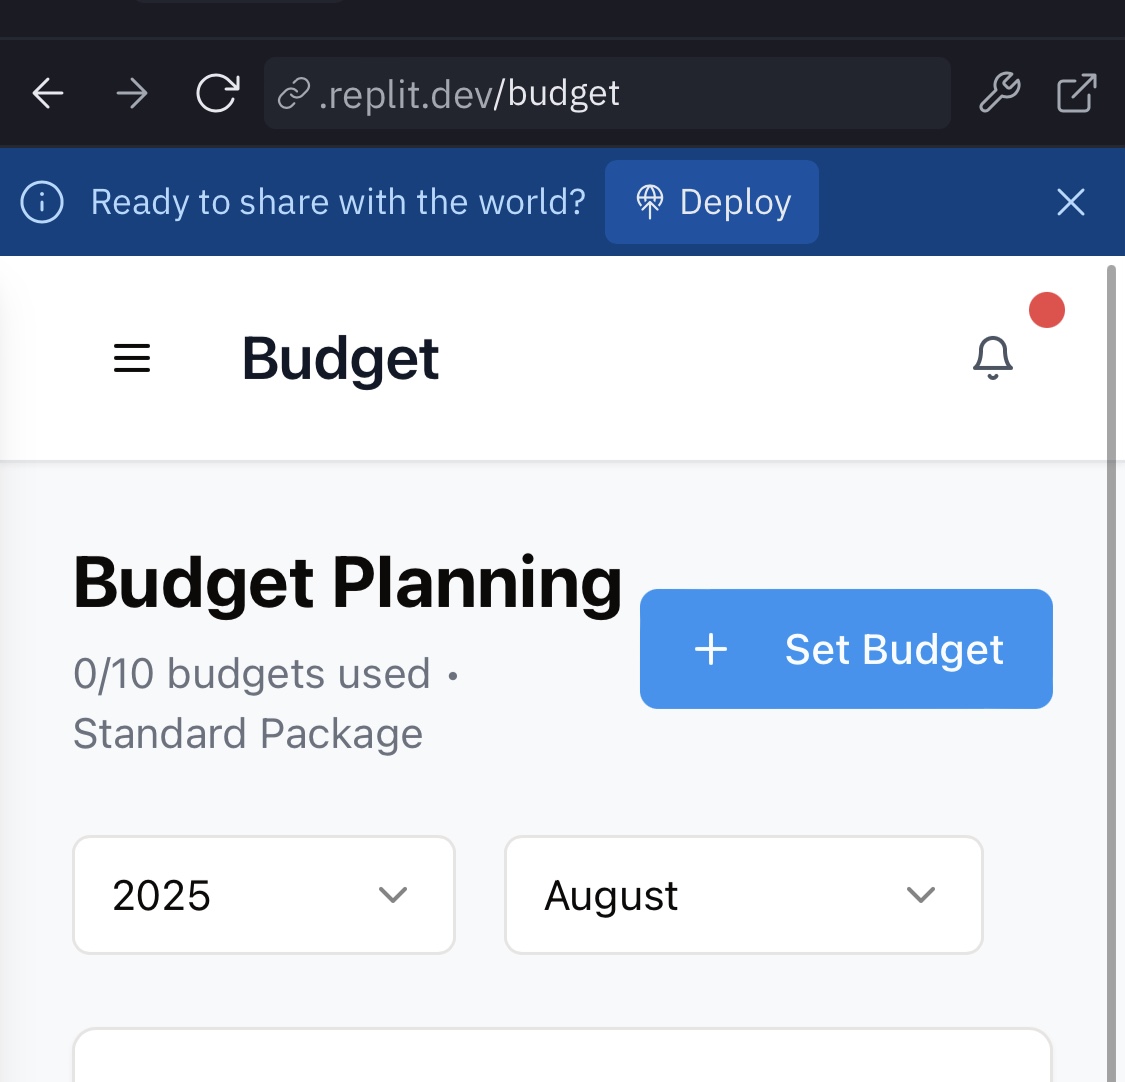 .replit.dev/budget
Ready to share with the world? Deploy
Budget
Budget Planning
Set Budget
0/10 budgets used •
Standard Package
2025 August